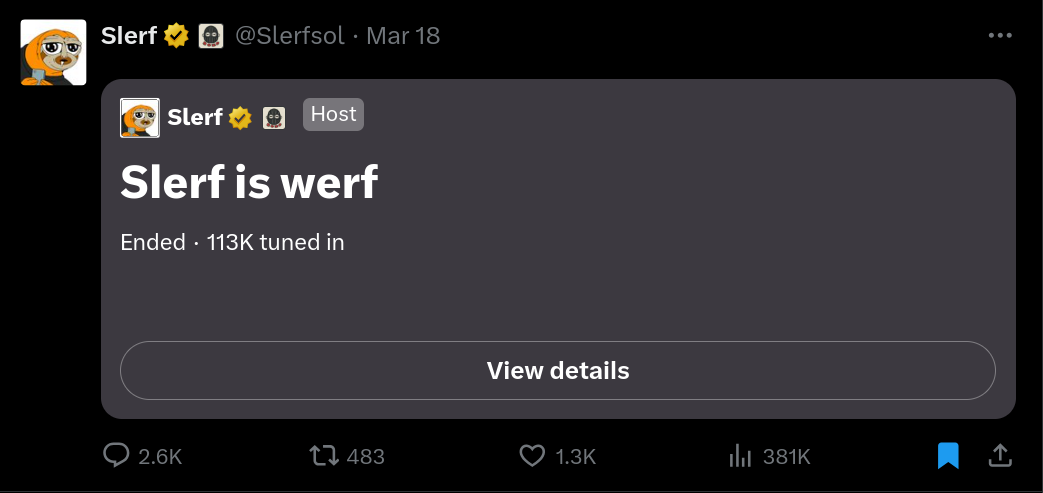 Slerf @Slerfsol · Mar 18
Slerf Host
Slerf is werf
Ended · 113K tuned in
View details
2.6K 483 1.3K 381K